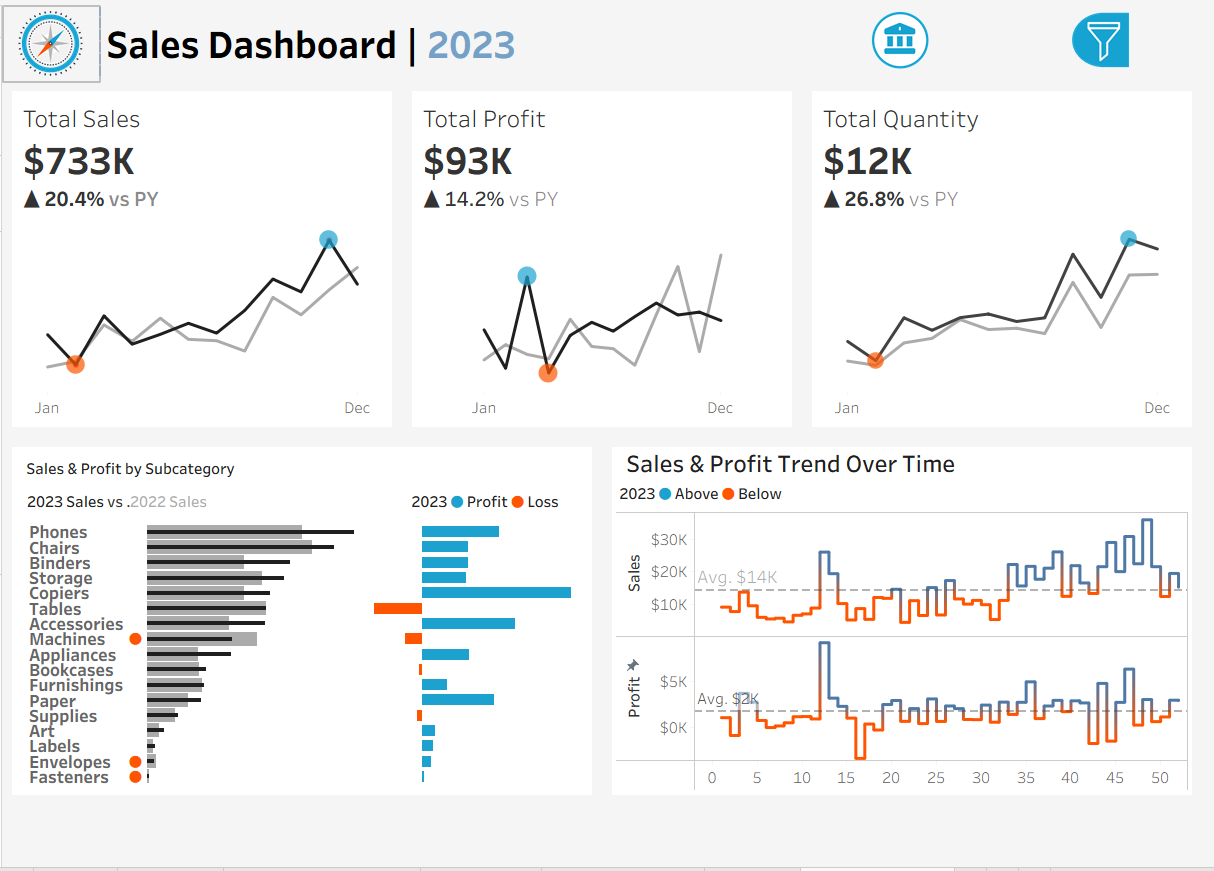 Sales Dashboard | 2023
Total Sales
$733K
▲ 20.4% vs PY
Jan Dec
Total Profit
$93K
▲ 14.2% vs PY
Jan Dec
Total Quantity
$12K
▲ 26.8% vs PY
Jan Dec
Sales & Profit by Subcategory
2023 Sales vs .2022 Sales
2023 Profit Loss
Phones
Chairs
Binders
Storage
Copiers
Tables
Accessories
Machines
Appliances
Bookcases
Furnishings
Paper
Supplies
Art
Labels
Envelopes
Fasteners
Sales & Profit Trend Over Time
2023 Above Below
Sales
$30K
$20K
$10K
Avg. $14K
Profit
$5K
$0K
Avg. $2K
0 5 10 15 20 25 30 35 40 45 50